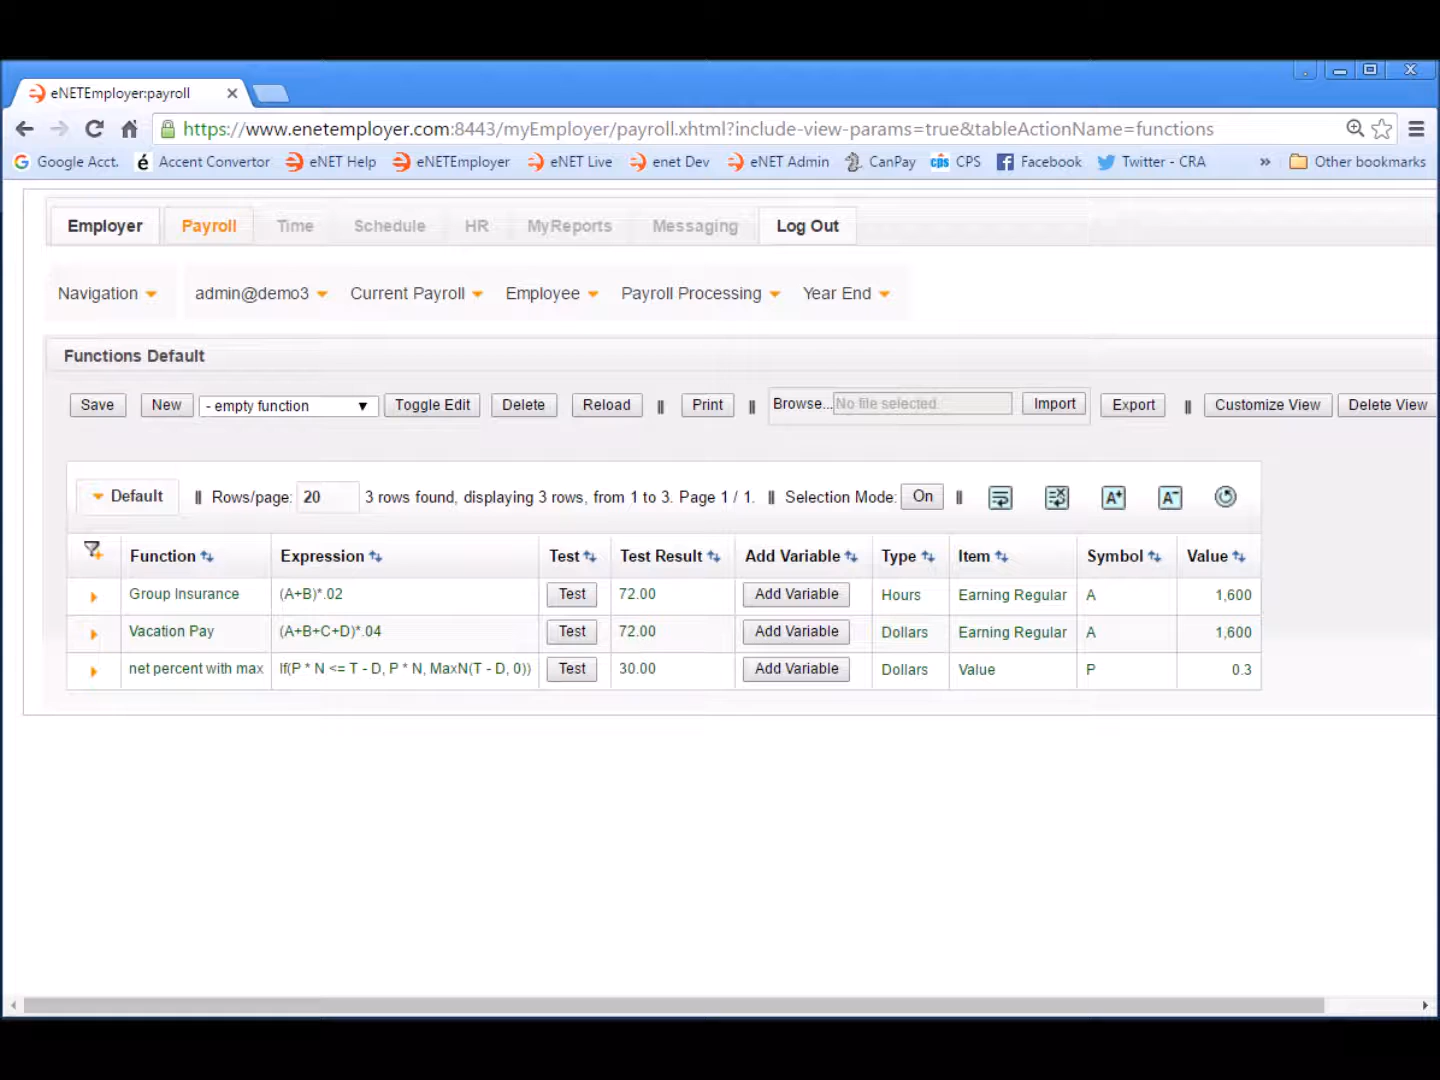 eNETEmployer:payroll
https://www.enetemployer.com:8443/myEmployer/payroll.xhtml?include-view-params=true&tableActionName=functions
Google Acct. Accent Convertor eNET Help eNETEmployer eNET Live enet Dev eNET Admin CanPay cps CPS Facebook Twitter - CRA » Other bookmarks
Employer Payroll Time Schedule HR MyReports Messaging Log Out
Navigation admin@demo3 Current Payroll Employee Payroll Processing Year End
Functions Default
Save New - empty function Toggle Edit Delete Reload || Print || Browse... No file selected. Import Export || Customize View Delete View
Default || Rows/page: 20 3 rows found, displaying 3 rows, from 1 to 3. Page 1 / 1. || Selection Mode: On || A+ A-
Function Expression Test Test Result Add Variable Type Item Symbol Value
Group Insurance (A+B)*.02 Test 72.00 Add Variable Hours Earning Regular A 1,600
Vacation Pay (A+B+C+D)*.04 Test 72.00 Add Variable Dollars Earning Regular A 1,600
net percent with max If(P * N <= T - D, P * N, MaxN(T - D, 0)) Test 30.00 Add Variable Dollars Value P 0.3